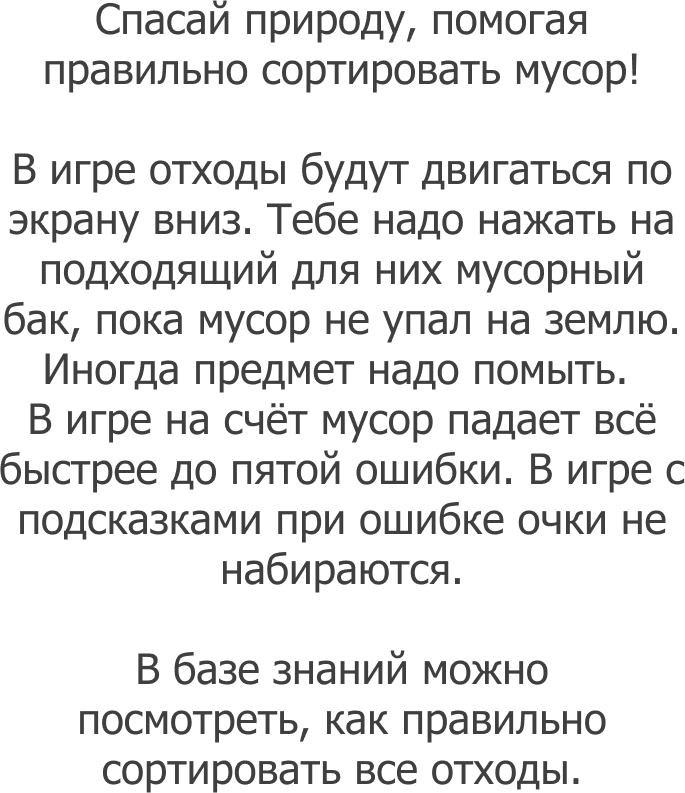 Спасай природу, помогая
правильно сортировать мусор!
В игре отходы будут двигаться по
экрану вниз. Тебе надо нажать на
подходящий для них мусорный
бак, пока мусор не упал на землю.
Иногда предмет надо помыть.
В игре на счёт мусор падает всё
быстрее до пятой ошибки. В игре с
подсказками при ошибке очки не
набираются.
В базе знаний можно
посмотреть, как правильно
сортировать все отходы.